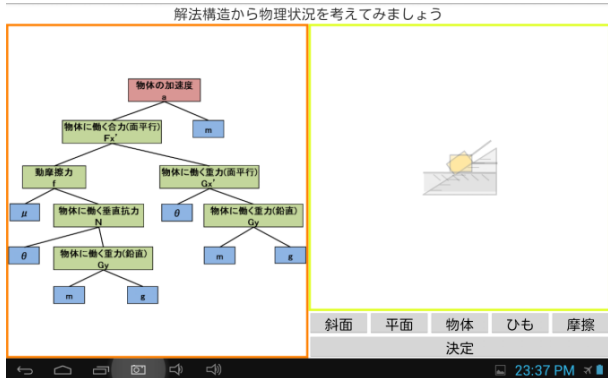 解法構造から物理状況を考えてみましょう
物体の加速度
a
物体に働く合力(面平行)
Fx'
m
動摩擦力
f
物体に働く重力(面平行)
Gx'
μ
物体に働く垂直抗力
N
θ
物体に働く重力(鉛直)
Gy
θ
物体に働く重力(鉛直)
Gy
m
g
m
g
斜面
平面
物体
ひも
摩擦
決定
23:37 PM